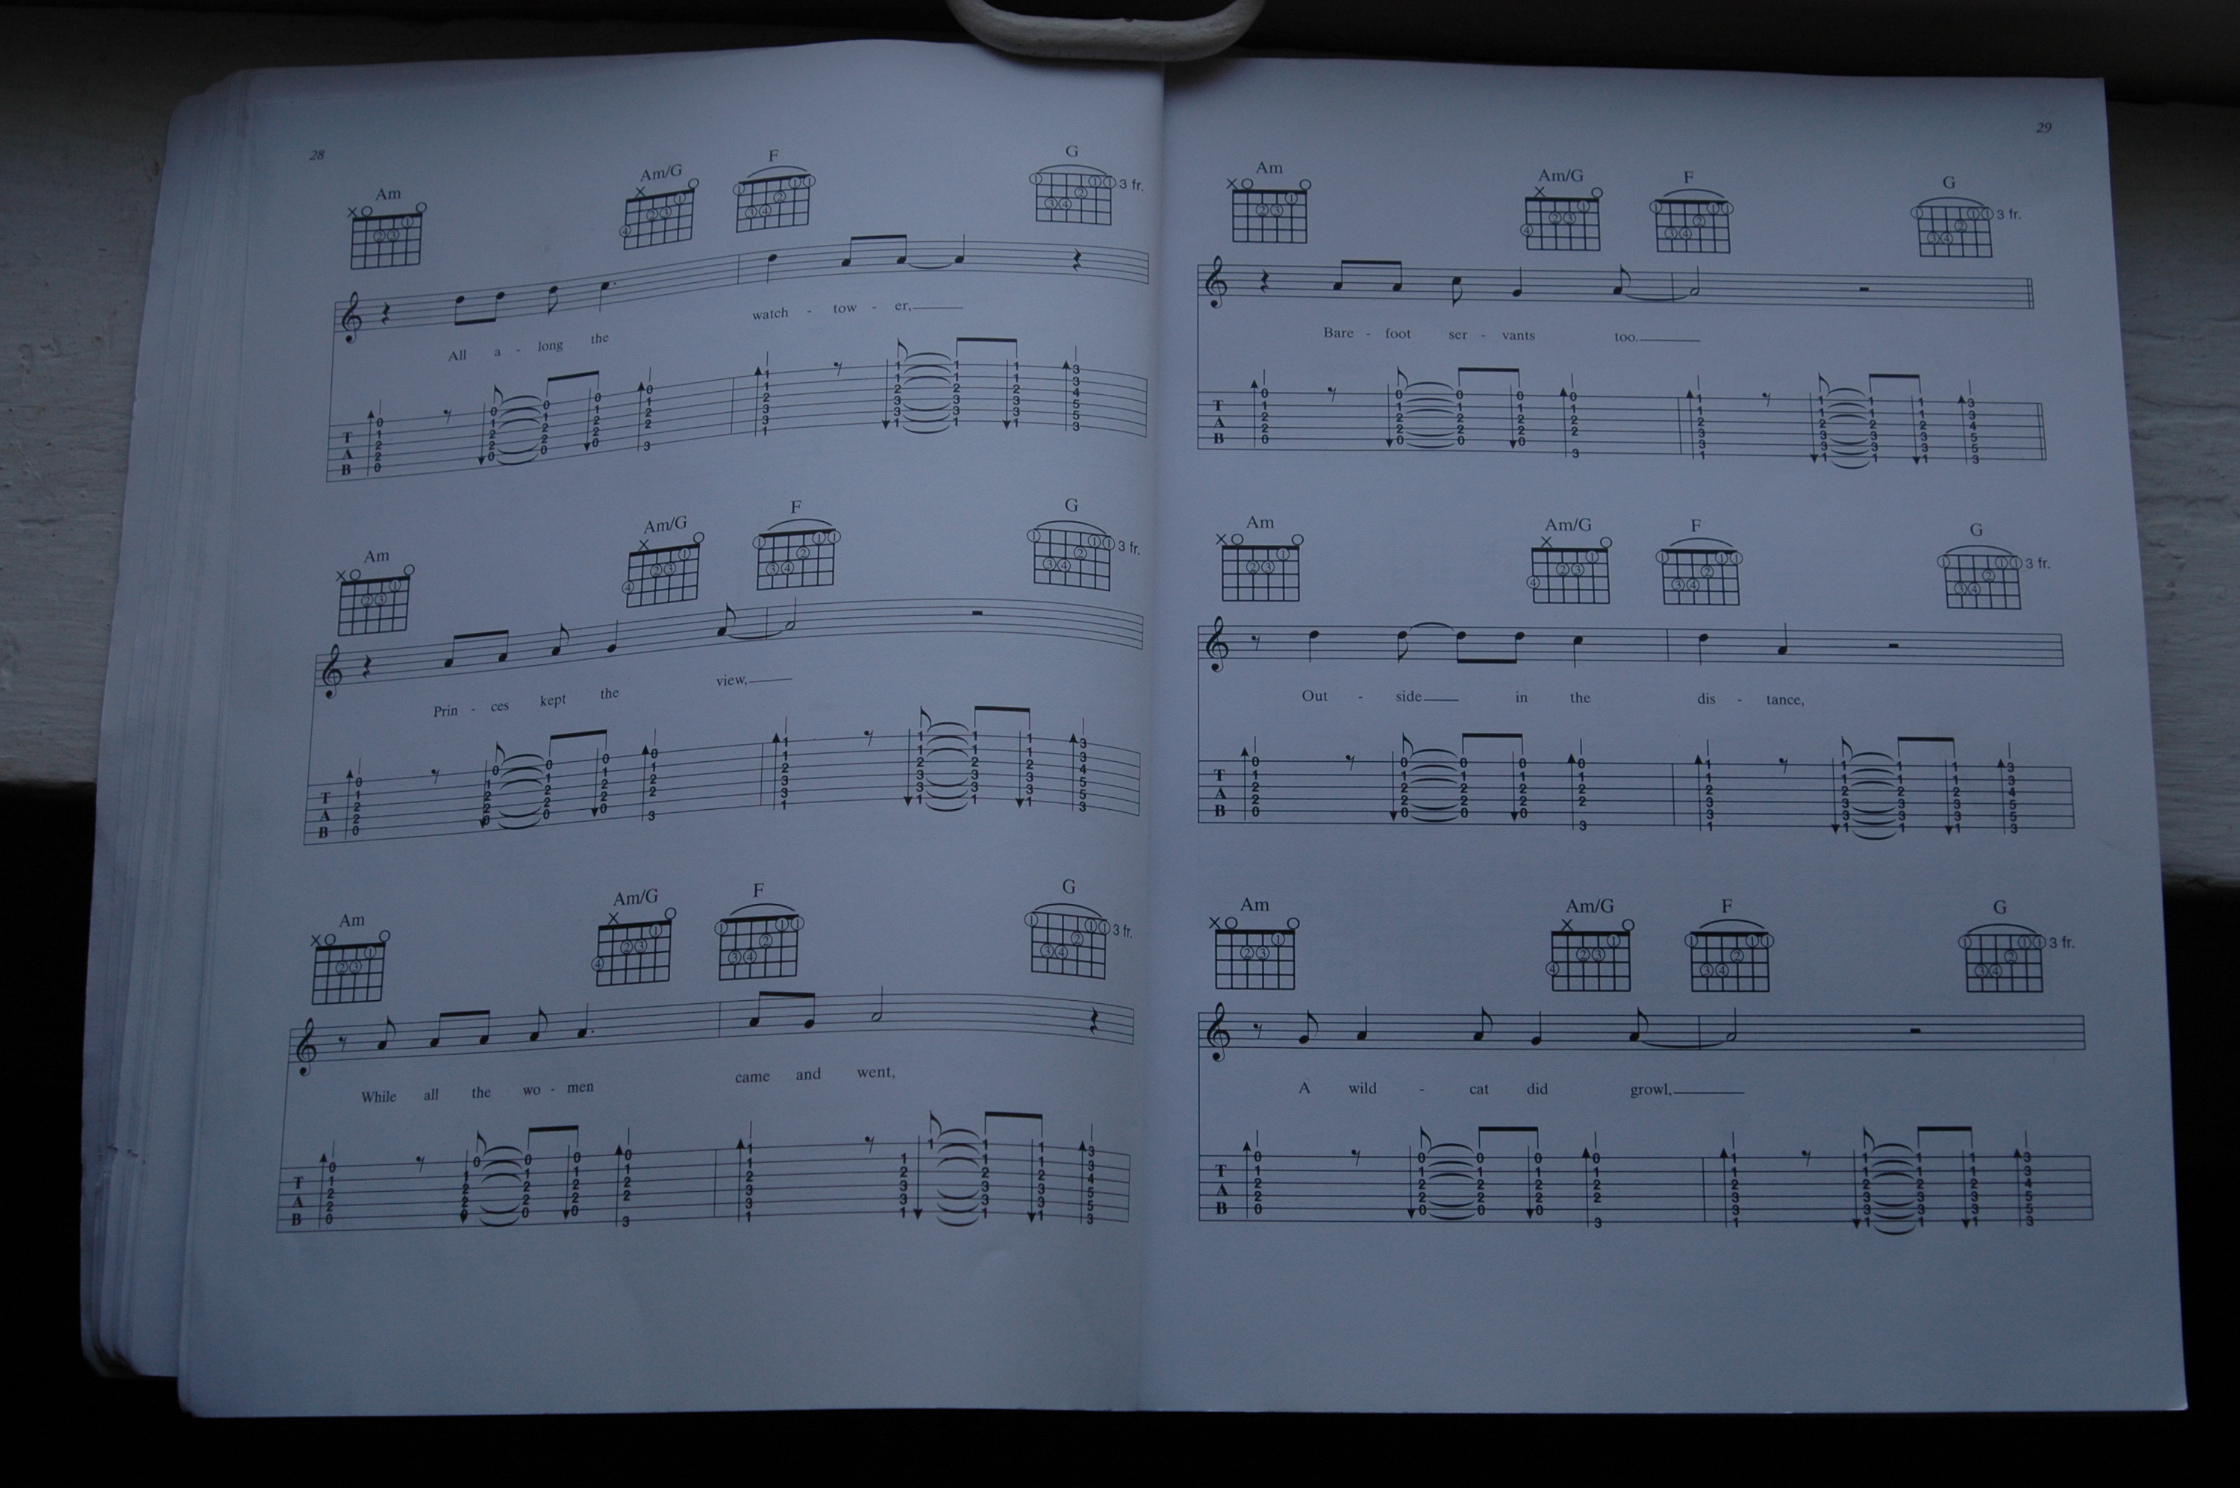 28
Am Am/G F G 3 fr.
All a - long the watch - tow - er,
T A B
Am Am/G F G 3 fr.
Prin - ces kept the view,
T A B
Am Am/G F G 3 fr.
While all the wo - men came and went,
T A B
29
Am Am/G F G 3 fr.
Bare - foot ser - vants too.
T A B
Am Am/G F G 3 fr.
Out - side in the dis - tance,
T A B
Am Am/G F G 3 fr.
A wild - cat did growl,
T A B